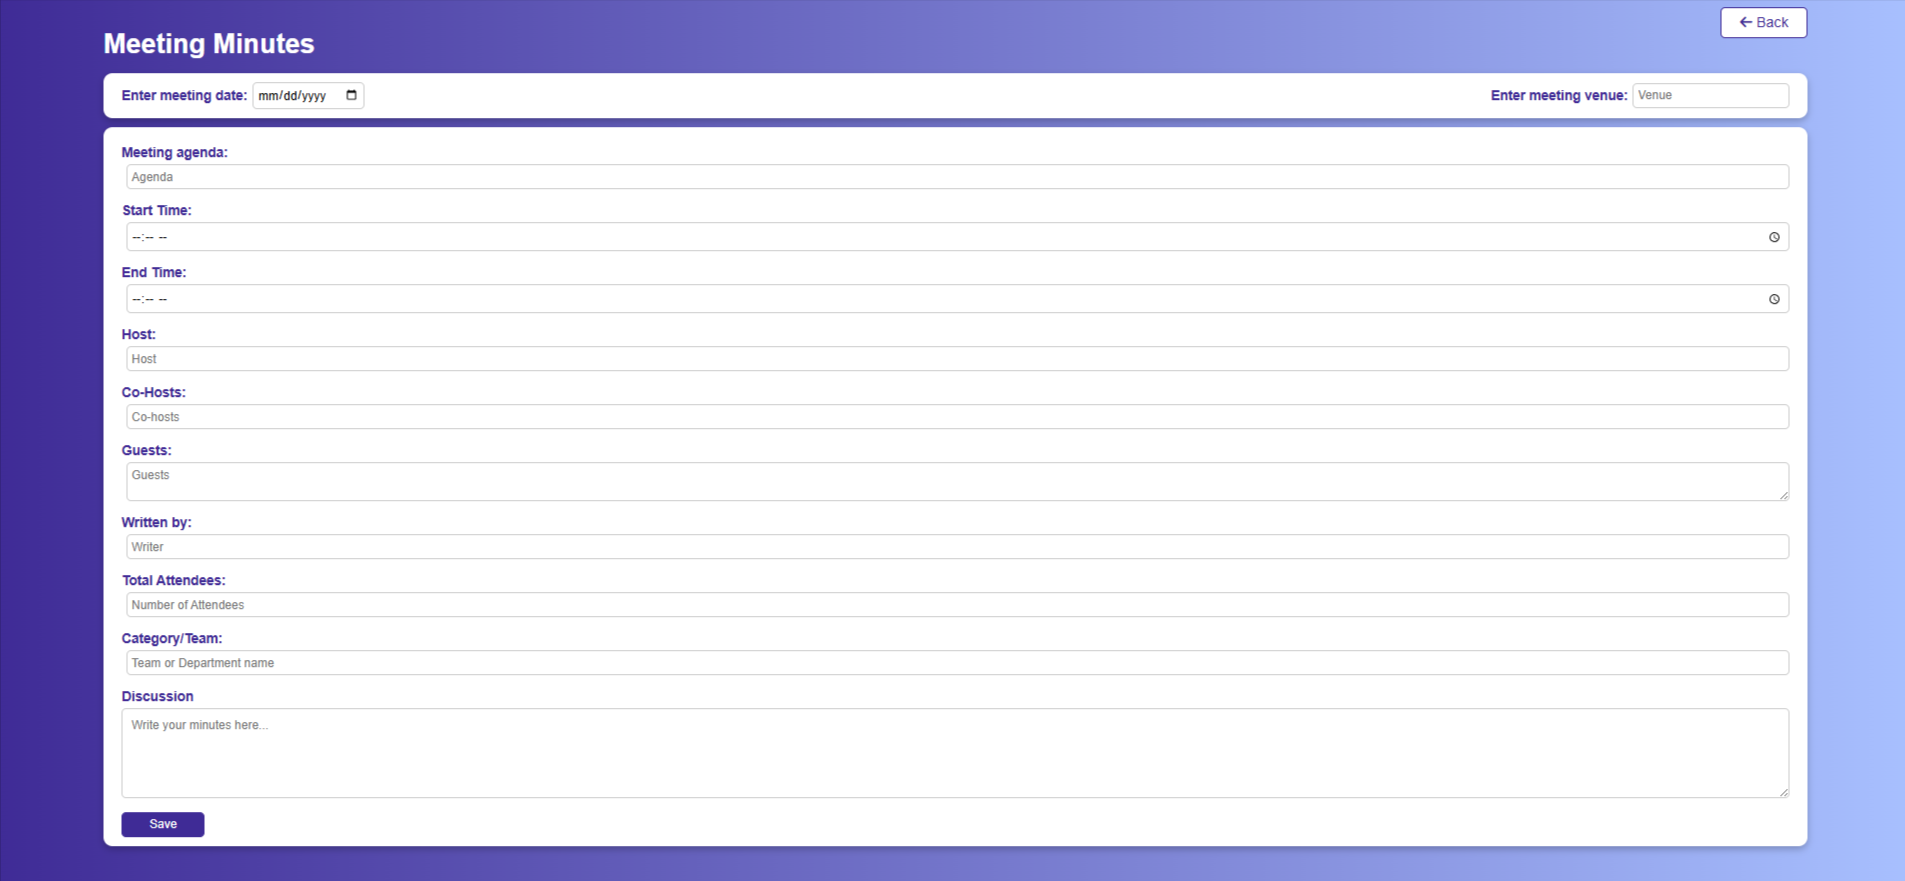 ← Back
Meeting Minutes
Enter meeting date: mm/dd/yyyy
Enter meeting venue: Venue
Meeting agenda:
Agenda
Start Time:
--:-- --
End Time:
--:-- --
Host:
Host
Co-Hosts:
Co-hosts
Guests:
Guests
Written by:
Writer
Total Attendees:
Number of Attendees
Category/Team:
Team or Department name
Discussion
Write your minutes here...
Save